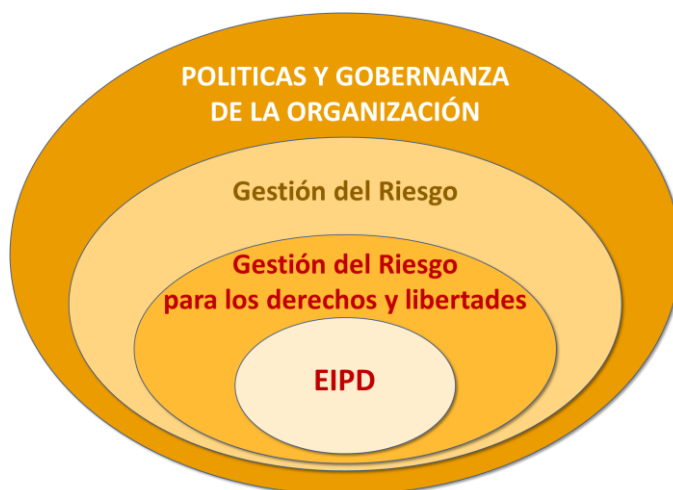 POLITICAS Y GOBERNANZA
DE LA ORGANIZACIÓN
Gestión del Riesgo
Gestión del Riesgo
para los derechos y libertades
EIPD